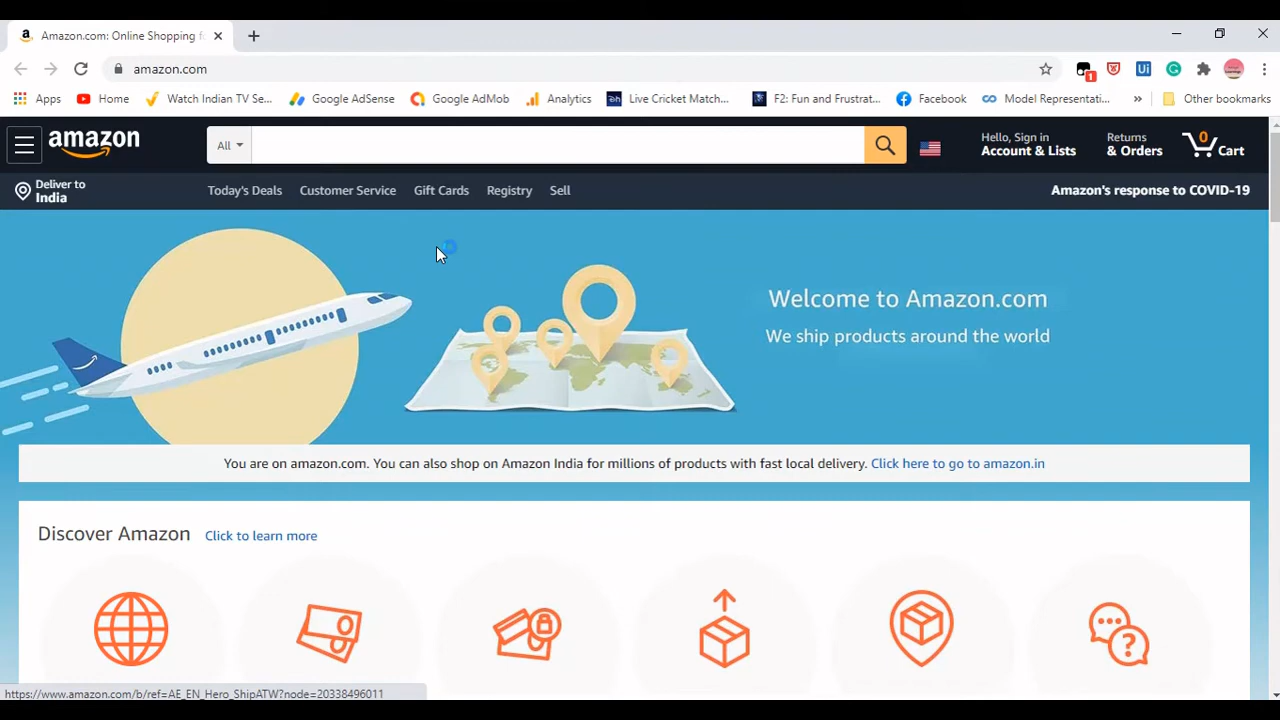 Amazon.com: Online Shopping fo
amazon.com
1
Ui
Apps
Home
Watch Indian TV Se...
Google AdSense
Google AdMob
Analytics
Live Cricket Match...
F2: Fun and Frustrat...
Facebook
Model Representati...
»
Other bookmarks
amazon
All
Hello, Sign in
Account & Lists
Returns
& Orders
0
Cart
Deliver to
India
Today's Deals
Customer Service
Gift Cards
Registry
Sell
Amazon's response to COVID-19
Welcome to Amazon.com
We ship products around the world
You are on amazon.com. You can also shop on Amazon India for millions of products with fast local delivery. Click here to go to amazon.in
Discover Amazon
Click to learn more
https://www.amazon.com/b/ref=AE_EN_Hero_ShipATW?node=20338496011